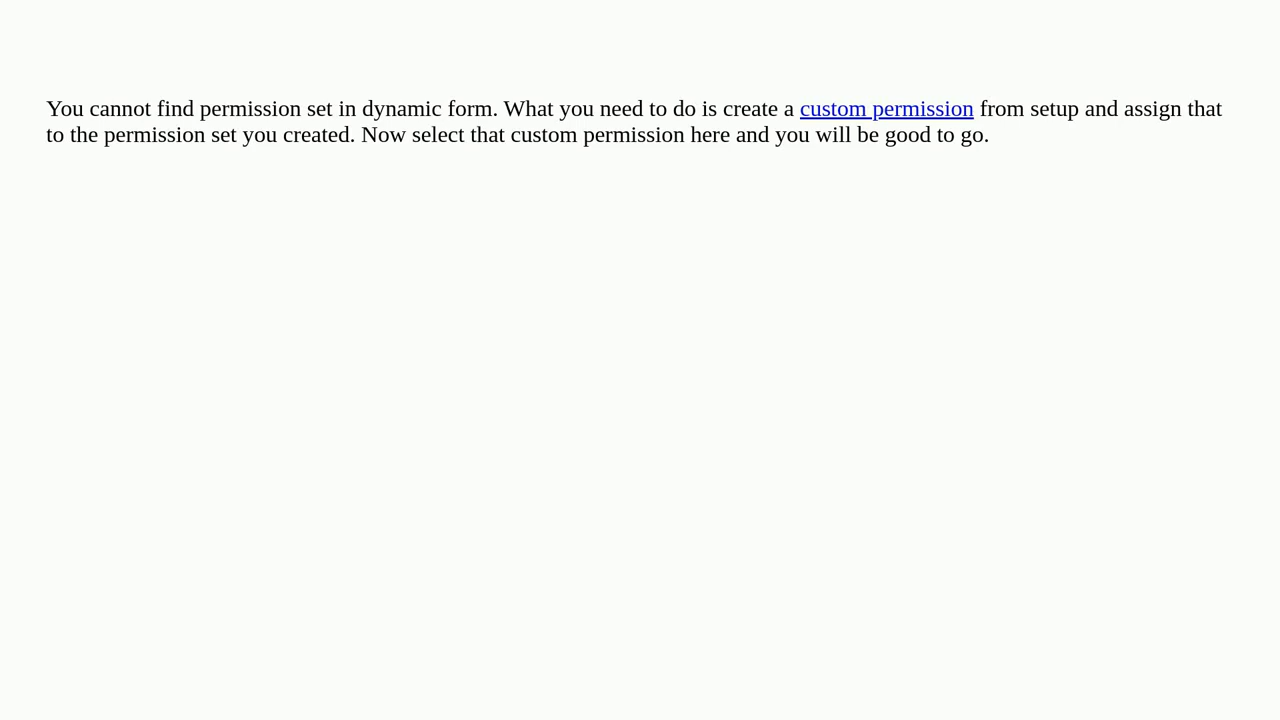 You cannot find permission set in dynamic form. What you need to do is create a custom permission from setup and assign that
to the permission set you created. Now select that custom permission here and you will be good to go.